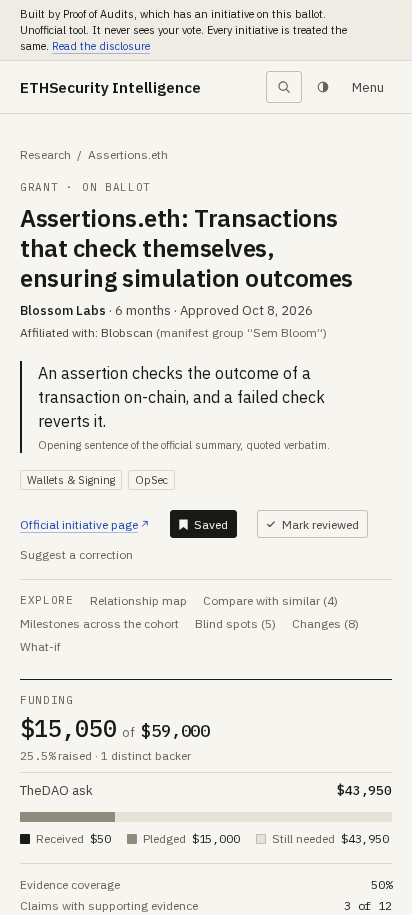 Built by Proof of Audits, which has an initiative on this ballot.
Unofficial tool. It never sees your vote. Every initiative is treated the
same. Read the disclosure
ETHSecurity Intelligence
Menu
Research / Assertions.eth
GRANT · ON BALLOT
Assertions.eth: Transactions
that check themselves,
ensuring simulation outcomes
Blossom Labs · 6 months · Approved Oct 8, 2026
Affiliated with: Blobscan (manifest group “Sem Bloom”)
An assertion checks the outcome of a
transaction on-chain, and a failed check
reverts it.
Opening sentence of the official summary, quoted verbatim.
Wallets & Signing OpSec
Official initiative page ↗ Saved ✓ Mark reviewed
Suggest a correction
EXPLORE Relationship map Compare with similar (4)
Milestones across the cohort Blind spots (5) Changes (8)
What-if
FUNDING
$15,050 of $59,000
25.5% raised · 1 distinct backer
TheDAO ask $43,950
Received $50 Pledged $15,000 Still needed $43,950
Evidence coverage 50%
Claims with supporting evidence 3 of 12